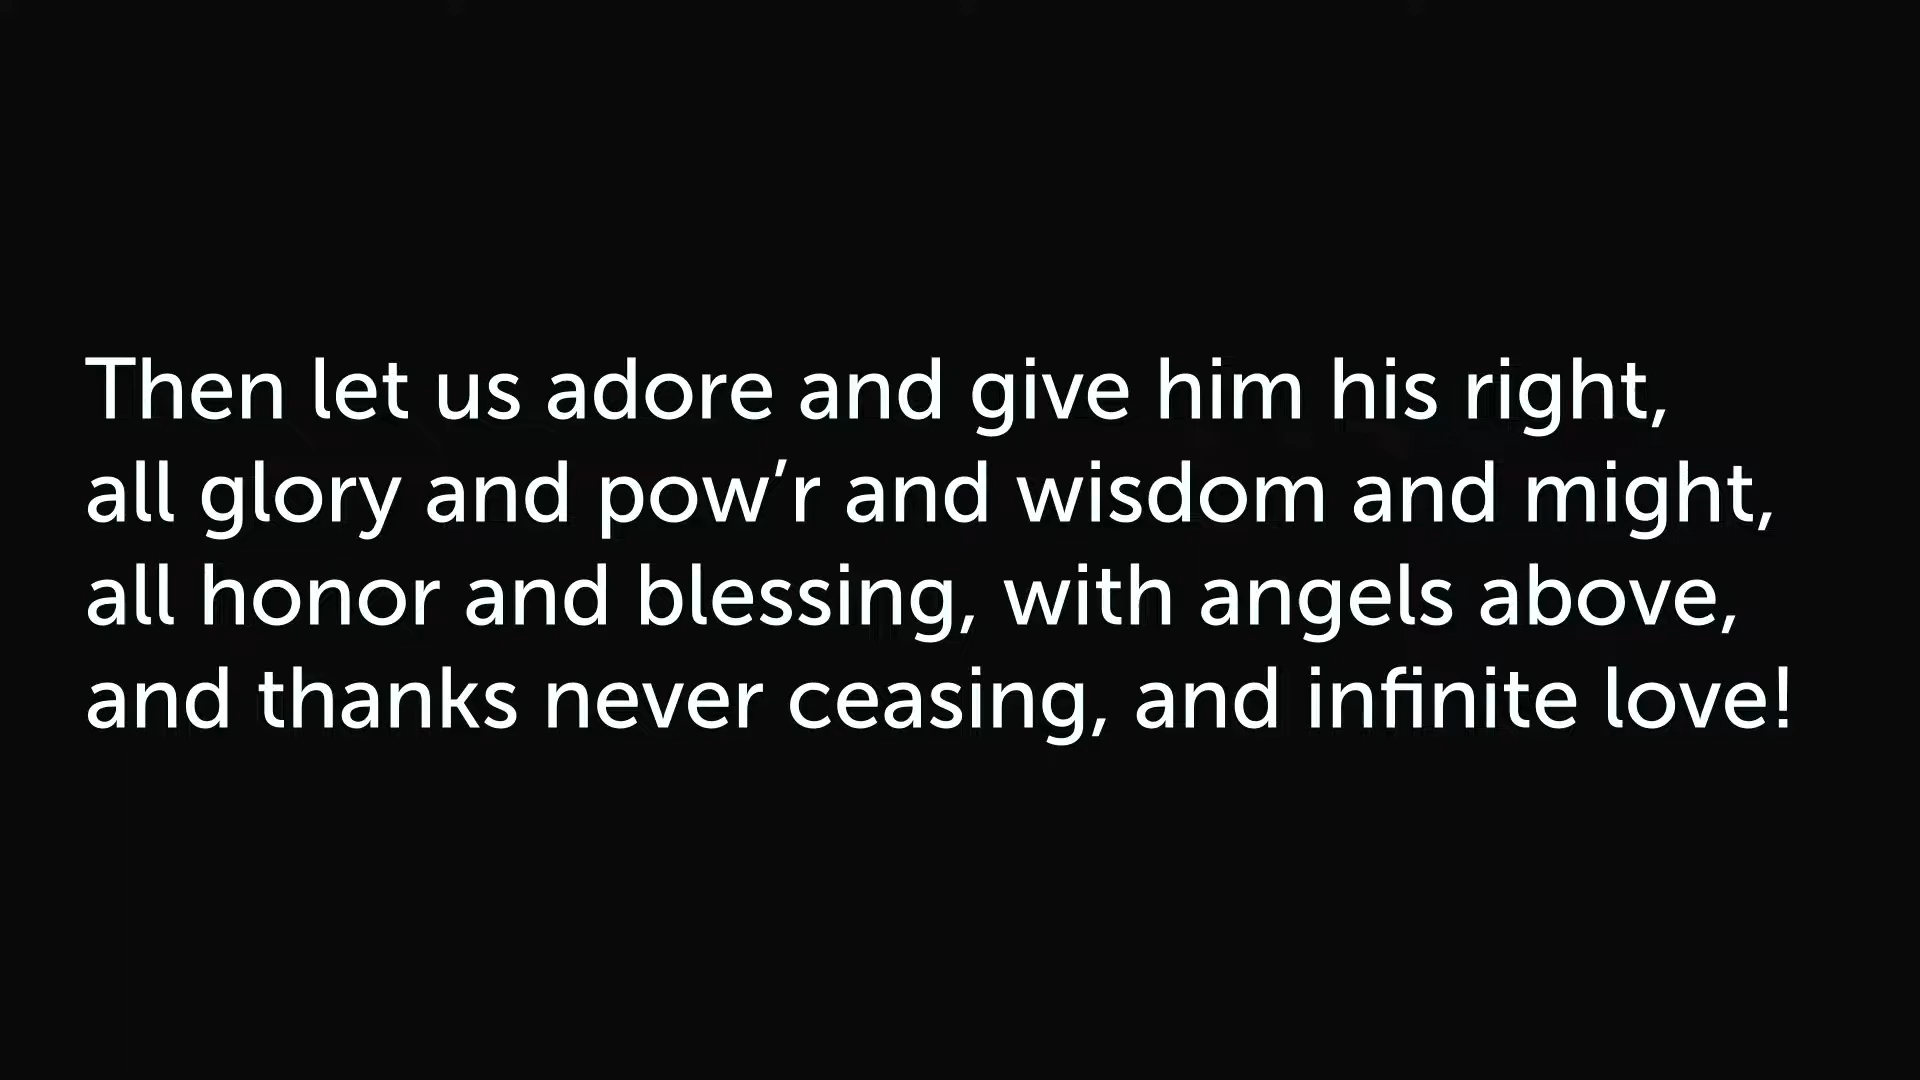 Then let us adore and give him his right,
all glory and pow’r and wisdom and might,
all honor and blessing, with angels above,
and thanks never ceasing, and infinite love!